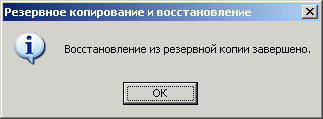 Резервное копирование и восстановление
Восстановление из резервной копии завершено.
OK